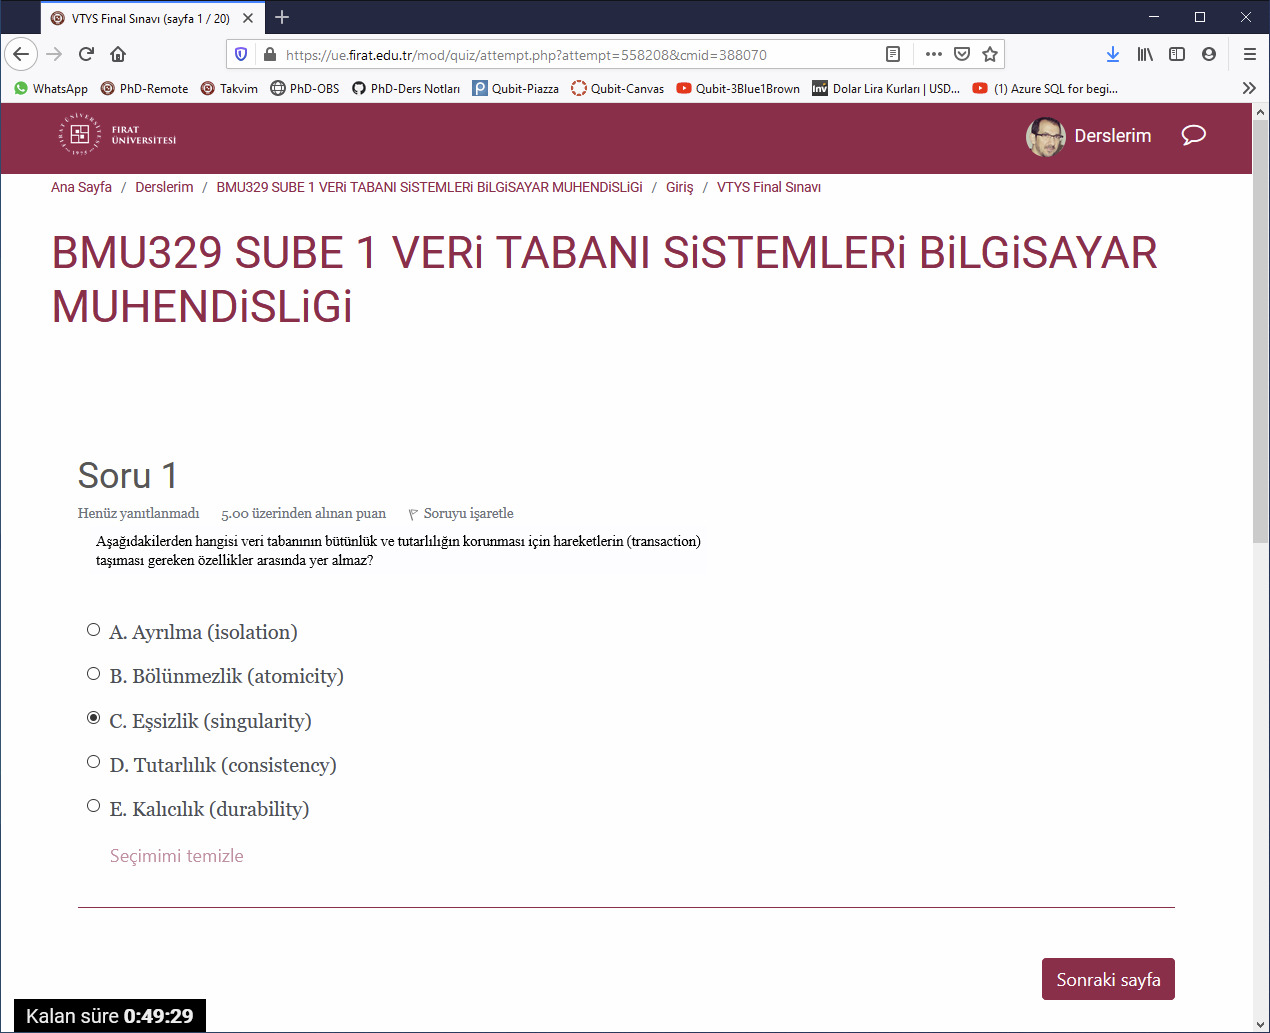 VTYS Final Sınavı (sayfa 1 / 20)
https://ue.firat.edu.tr/mod/quiz/attempt.php?attempt=558208&cmid=388070
WhatsApp PhD-Remote Takvim PhD-OBS PhD-Ders Notları Qubit-Piazza Qubit-Canvas Qubit-3Blue1Brown Inv Dolar Lira Kurları | USD... (1) Azure SQL for begi...
FIRAT ÜNİVERSİTESİ 1975
FIRAT
ÜNİVERSİTESİ
Derslerim
Ana Sayfa / Derslerim / BMU329 SUBE 1 VERi TABANI SiSTEMLERi BiLGiSAYAR MUHENDiSLiGi / Giriş / VTYS Final Sınavı
BMU329 SUBE 1 VERi TABANI SiSTEMLERi BiLGiSAYAR
MUHENDiSLiGi
Soru 1
Henüz yanıtlanmadı 5.00 üzerinden alınan puan Soruyu işaretle
Aşağıdakilerden hangisi veri tabanının bütünlük ve tutarlılığın korunması için hareketlerin (transaction)
taşıması gereken özellikler arasında yer almaz?
A. Ayrılma (isolation)
B. Bölünmezlik (atomicity)
C. Eşsizlik (singularity)
D. Tutarlılık (consistency)
E. Kalıcılık (durability)
Seçimimi temizle
Sonraki sayfa
Kalan süre 0:49:29